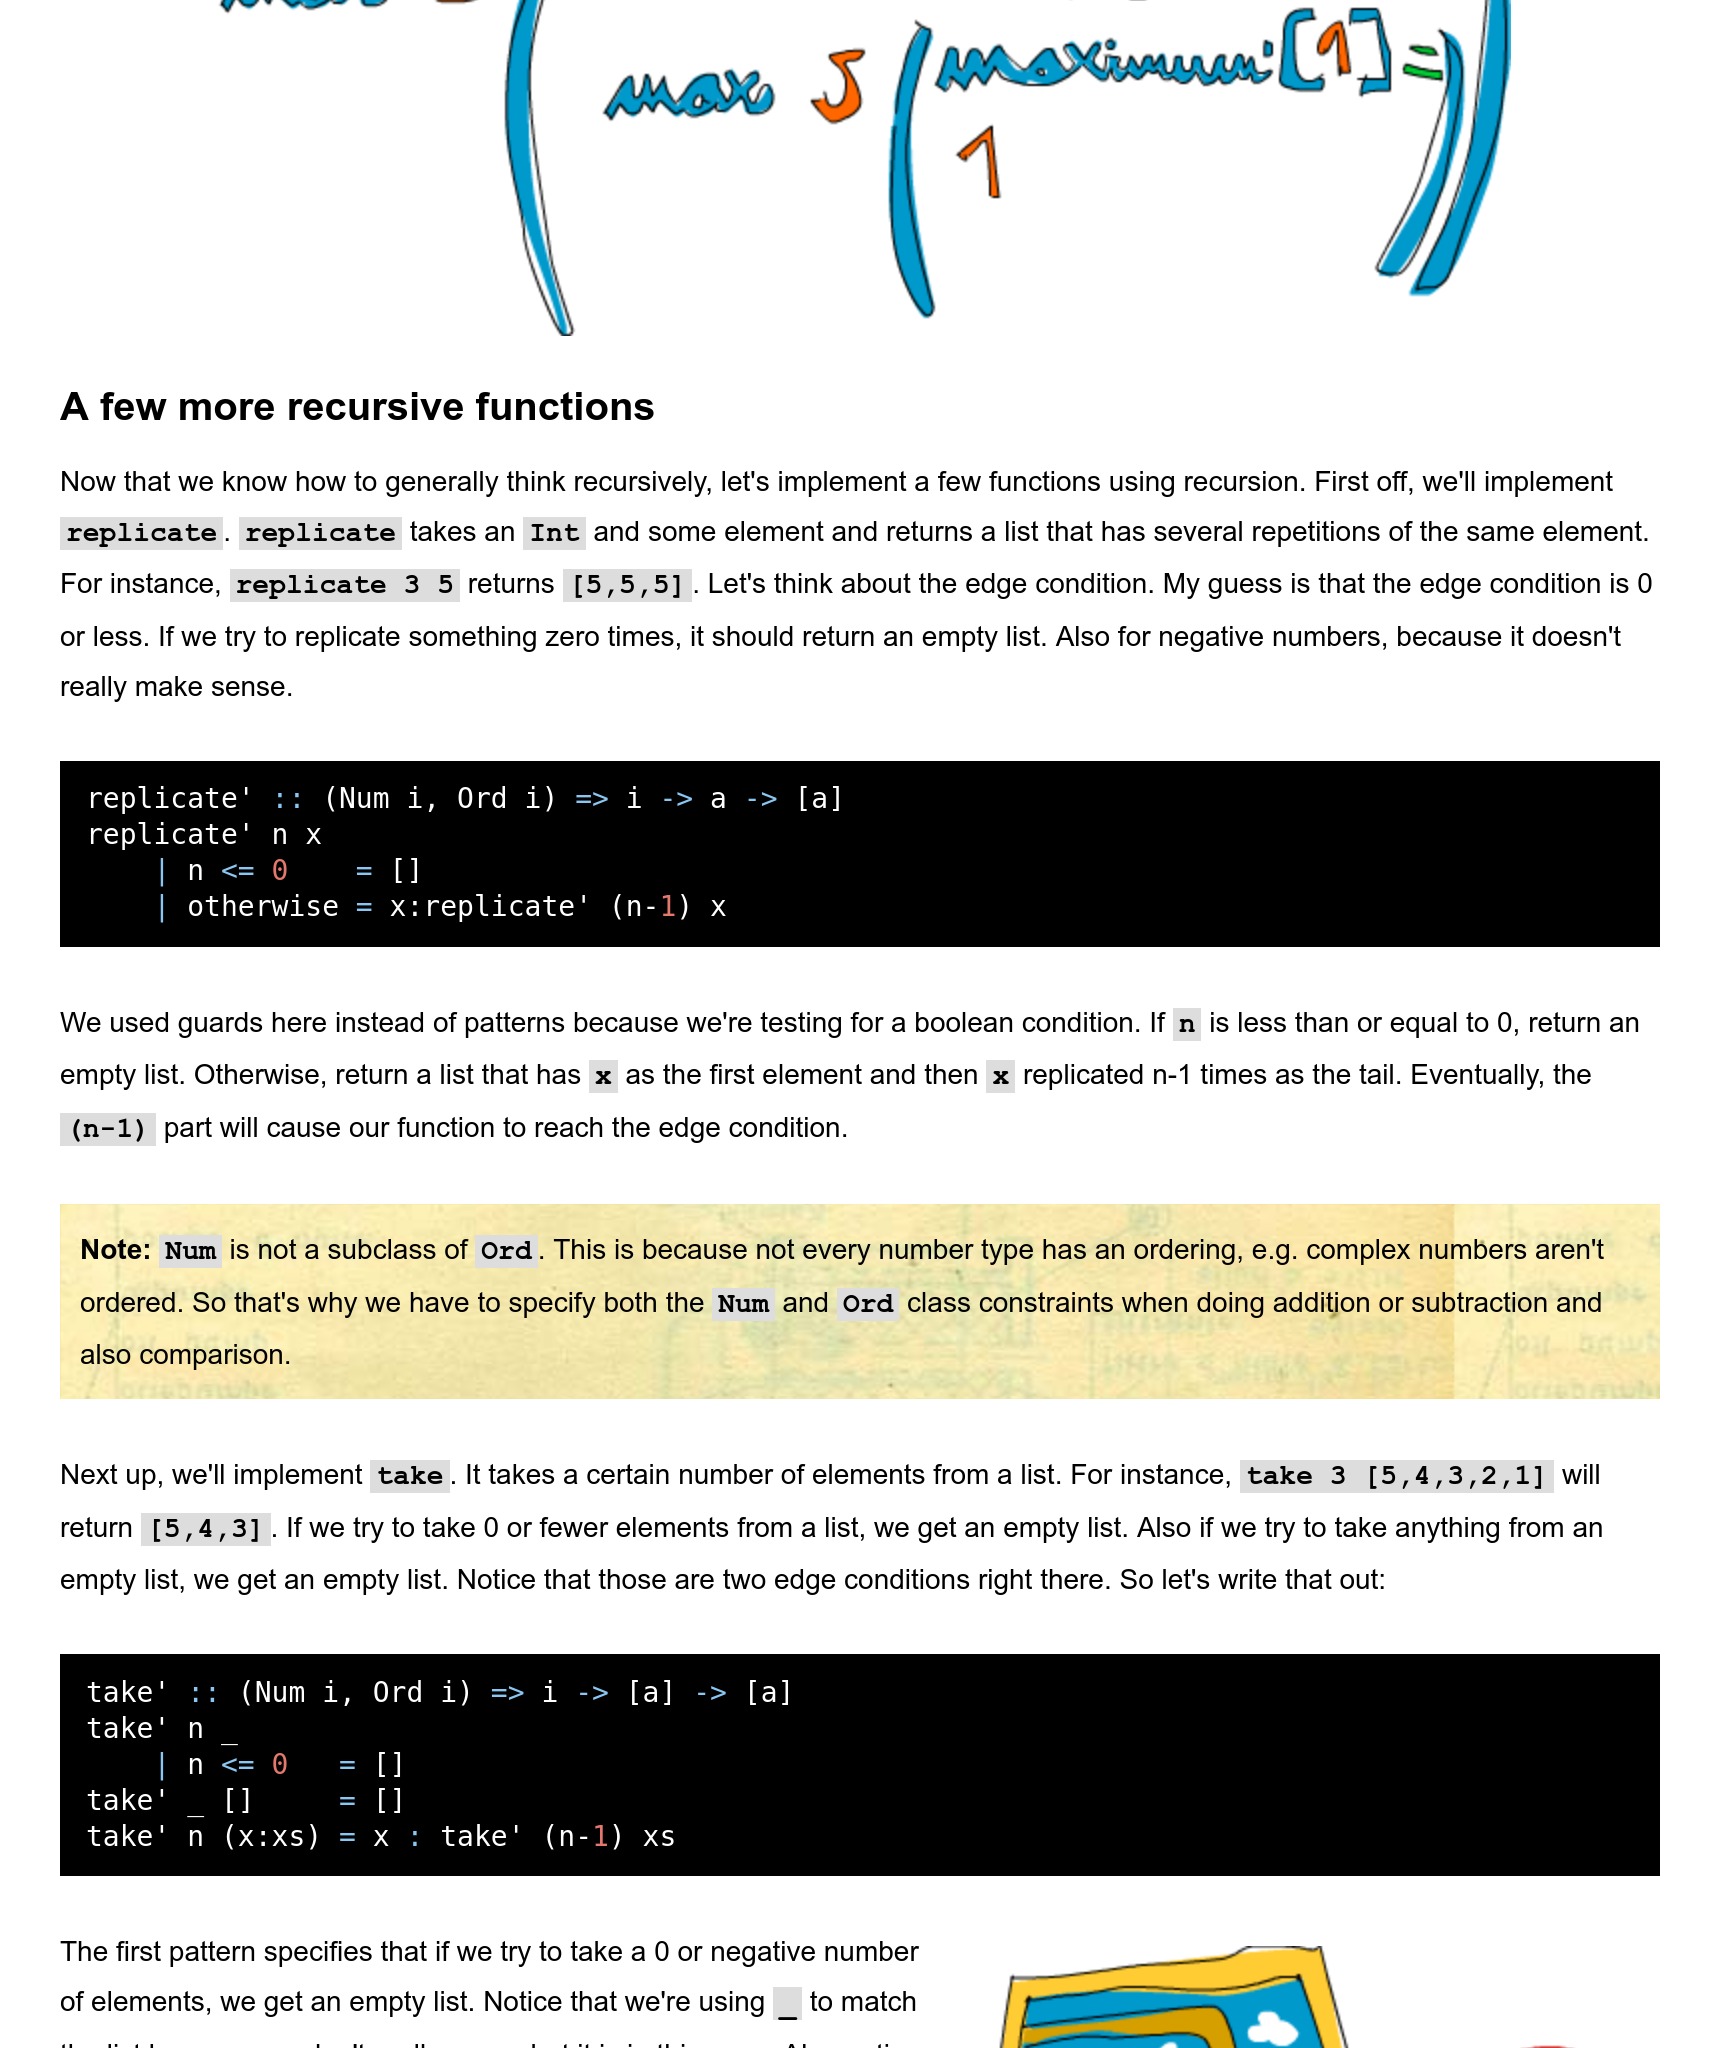 max 5 (maximum' [1] =
1
A few more recursive functions
Now that we know how to generally think recursively, let's implement a few functions using recursion. First off, we'll implement
replicate. replicate takes an Int and some element and returns a list that has several repetitions of the same element.
For instance, replicate 3 5 returns [5,5,5]. Let's think about the edge condition. My guess is that the edge condition is 0
or less. If we try to replicate something zero times, it should return an empty list. Also for negative numbers, because it doesn't
really make sense.
replicate' :: (Num i, Ord i) => i -> a -> [a]
replicate' n x
    | n <= 0    = []
    | otherwise = x:replicate' (n-1) x
We used guards here instead of patterns because we're testing for a boolean condition. If n is less than or equal to 0, return an
empty list. Otherwise, return a list that has x as the first element and then x replicated n-1 times as the tail. Eventually, the
(n-1) part will cause our function to reach the edge condition.
Note: Num is not a subclass of Ord. This is because not every number type has an ordering, e.g. complex numbers aren't
ordered. So that's why we have to specify both the Num and Ord class constraints when doing addition or subtraction and
also comparison.
Next up, we'll implement take. It takes a certain number of elements from a list. For instance, take 3 [5,4,3,2,1] will
return [5,4,3]. If we try to take 0 or fewer elements from a list, we get an empty list. Also if we try to take anything from an
empty list, we get an empty list. Notice that those are two edge conditions right there. So let's write that out:
take' :: (Num i, Ord i) => i -> [a] -> [a]
take' n _
    | n <= 0   = []
take' _ []     = []
take' n (x:xs) = x : take' (n-1) xs
The first pattern specifies that if we try to take a 0 or negative number
of elements, we get an empty list. Notice that we're using _ to match